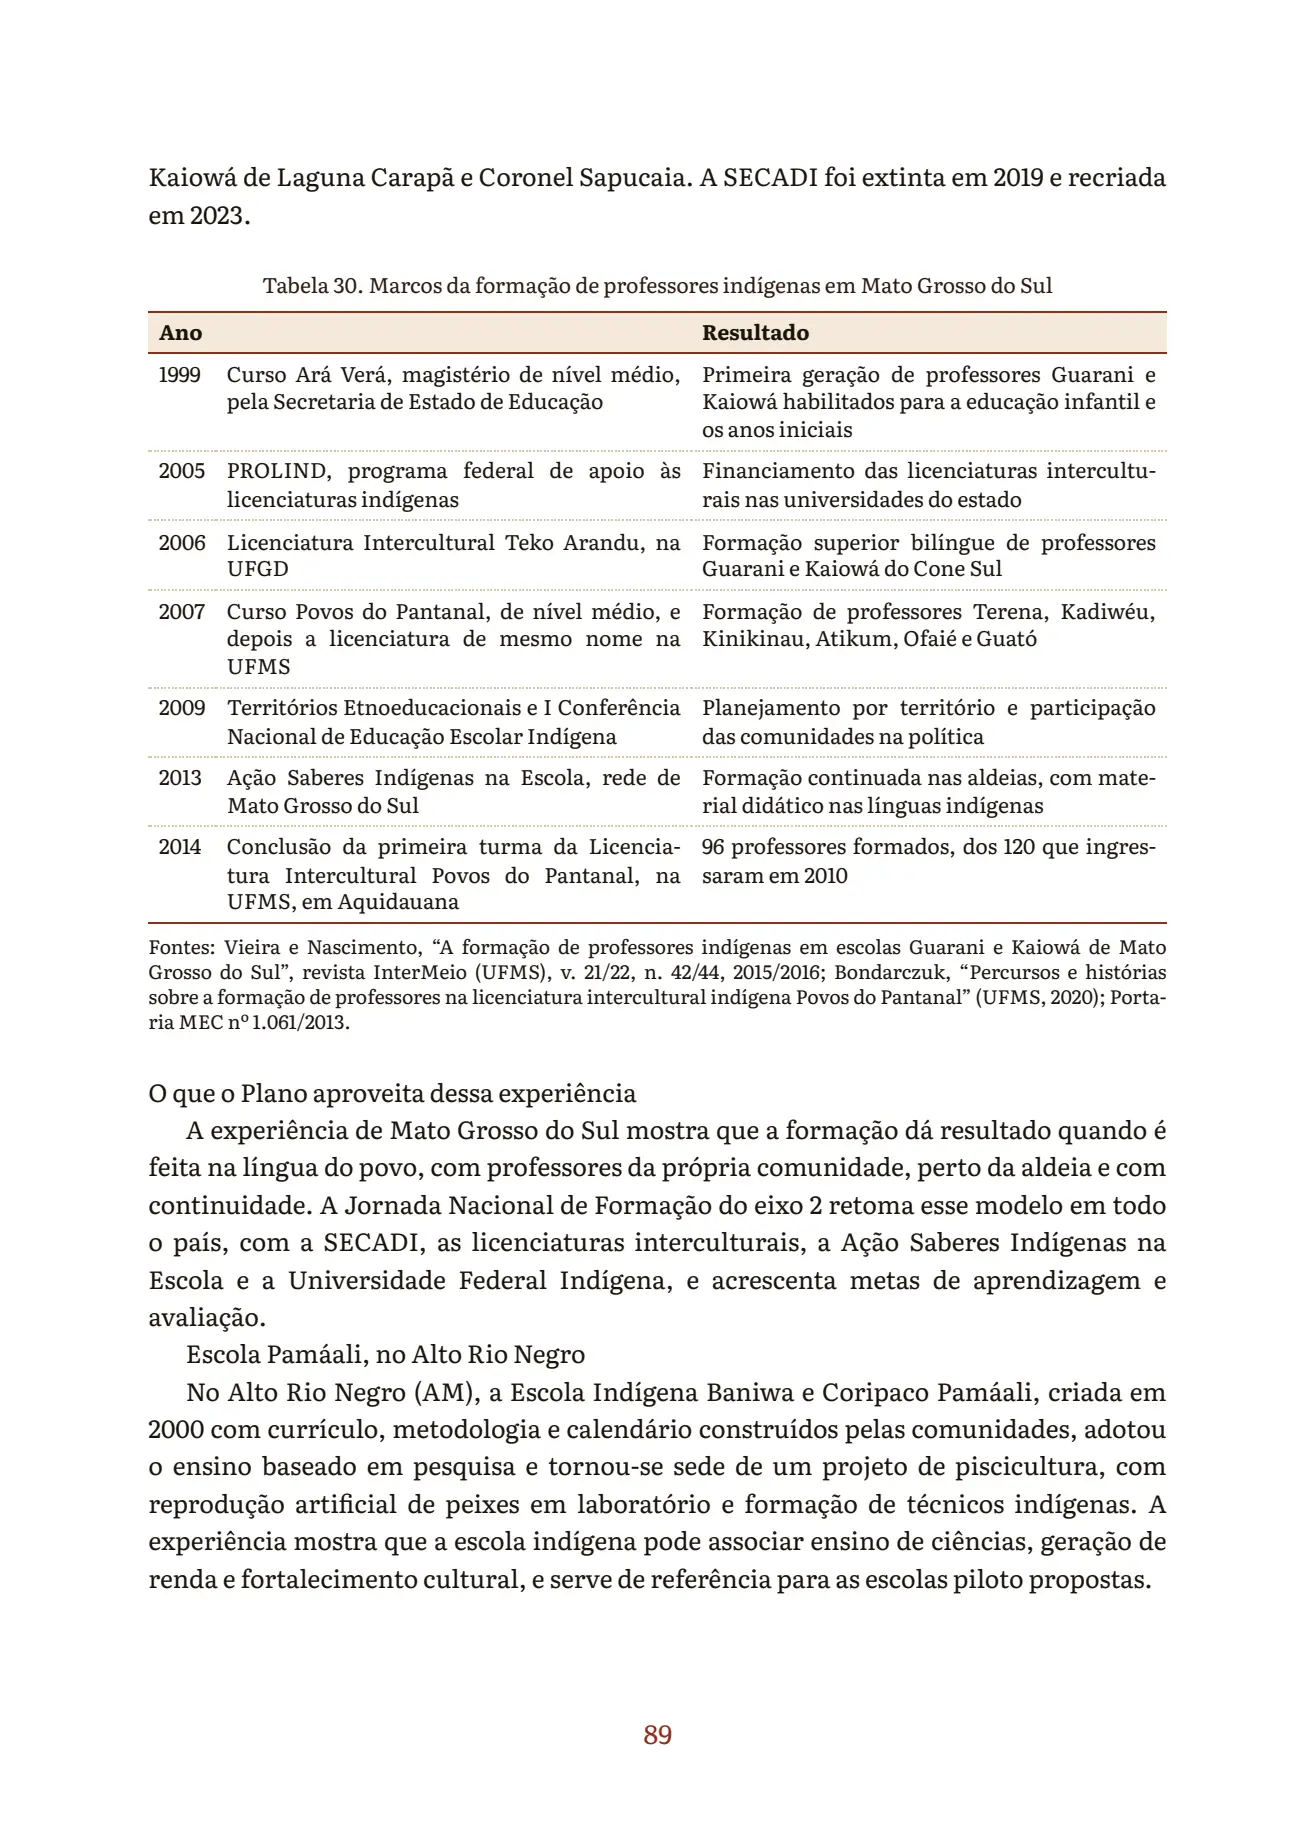 Kaiowá de Laguna Carapã e Coronel Sapucaia. A SECADI foi extinta em 2019 e recriada
em 2023.
Tabela 30. Marcos da formação de professores indígenas em Mato Grosso do Sul
Ano Resultado
1999 Curso Ará Verá, magistério de nível médio, Primeira geração de professores Guarani e
pela Secretaria de Estado de Educação Kaiowá habilitados para a educação infantil e
os anos iniciais
2005 PROLIND, programa federal de apoio às Financiamento das licenciaturas intercultu-
licenciaturas indígenas rais nas universidades do estado
2006 Licenciatura Intercultural Teko Arandu, na Formação superior bilíngue de professores
UFGD Guarani e Kaiowá do Cone Sul
2007 Curso Povos do Pantanal, de nível médio, e Formação de professores Terena, Kadiwéu,
depois a licenciatura de mesmo nome na Kinikinau, Atikum, Ofaié e Guató
UFMS
2009 Territórios Etnoeducacionais e I Conferência Planejamento por território e participação
Nacional de Educação Escolar Indígena das comunidades na política
2013 Ação Saberes Indígenas na Escola, rede de Formação continuada nas aldeias, com mate-
Mato Grosso do Sul rial didático nas línguas indígenas
2014 Conclusão da primeira turma da Licencia- 96 professores formados, dos 120 que ingres-
tura Intercultural Povos do Pantanal, na saram em 2010
UFMS, em Aquidauana
Fontes: Vieira e Nascimento, “A formação de professores indígenas em escolas Guarani e Kaiowá de Mato
Grosso do Sul”, revista InterMeio (UFMS), v. 21/22, n. 42/44, 2015/2016; Bondarczuk, “Percursos e histórias
sobre a formação de professores na licenciatura intercultural indígena Povos do Pantanal” (UFMS, 2020); Porta-
ria MEC nº 1.061/2013.
O que o Plano aproveita dessa experiência
A experiência de Mato Grosso do Sul mostra que a formação dá resultado quando é
feita na língua do povo, com professores da própria comunidade, perto da aldeia e com
continuidade. A Jornada Nacional de Formação do eixo 2 retoma esse modelo em todo
o país, com a SECADI, as licenciaturas interculturais, a Ação Saberes Indígenas na
Escola e a Universidade Federal Indígena, e acrescenta metas de aprendizagem e
avaliação.
Escola Pamáali, no Alto Rio Negro
No Alto Rio Negro (AM), a Escola Indígena Baniwa e Coripaco Pamáali, criada em
2000 com currículo, metodologia e calendário construídos pelas comunidades, adotou
o ensino baseado em pesquisa e tornou-se sede de um projeto de piscicultura, com
reprodução artificial de peixes em laboratório e formação de técnicos indígenas. A
experiência mostra que a escola indígena pode associar ensino de ciências, geração de
renda e fortalecimento cultural, e serve de referência para as escolas piloto propostas.
89